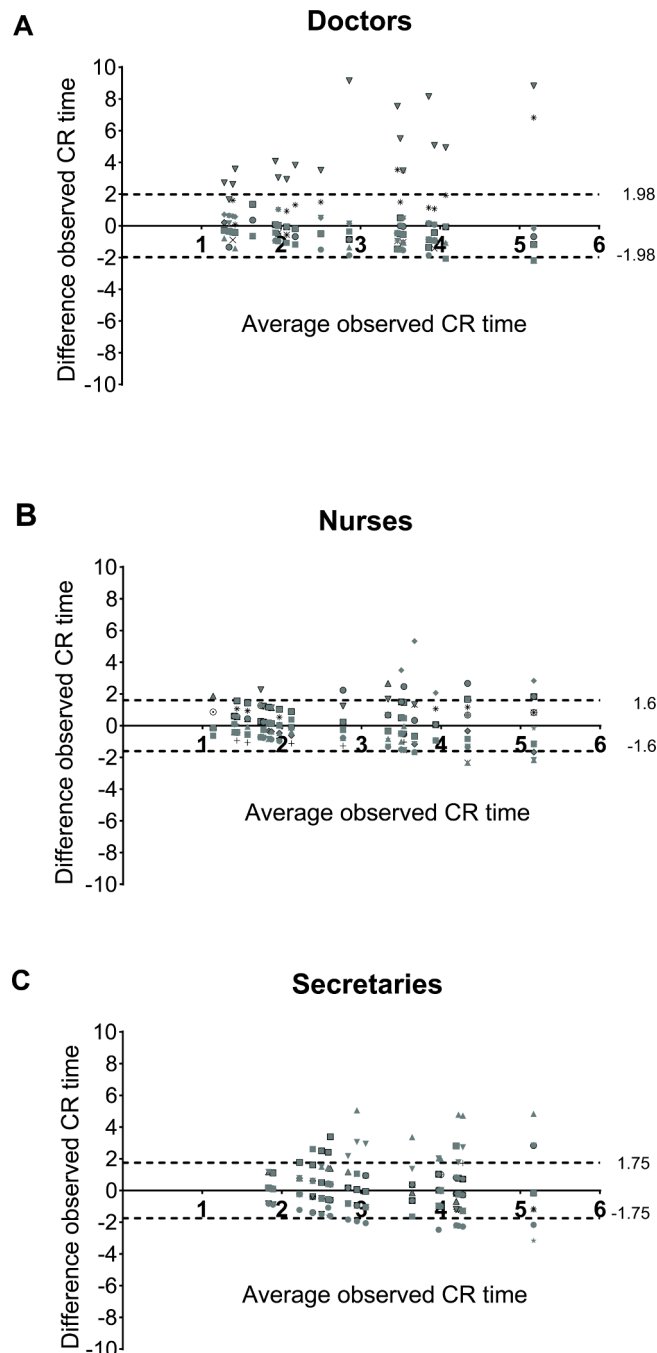 A
Doctors
Difference observed CR time
10
8
6
4
2
0
-2
-4
-6
-8
-10
1 2 3 4 5 6
1.98
-1.98
Average observed CR time
B
Nurses
Difference observed CR time
10
8
6
4
2
0
-2
-4
-6
-8
-10
1 2 3 4 5 6
1.6
-1.6
Average observed CR time
C
Secretaries
Difference observed CR time
10
8
6
4
2
0
-2
-4
-6
-8
-10
1 2 3 4 5 6
1.75
-1.75
Average observed CR time